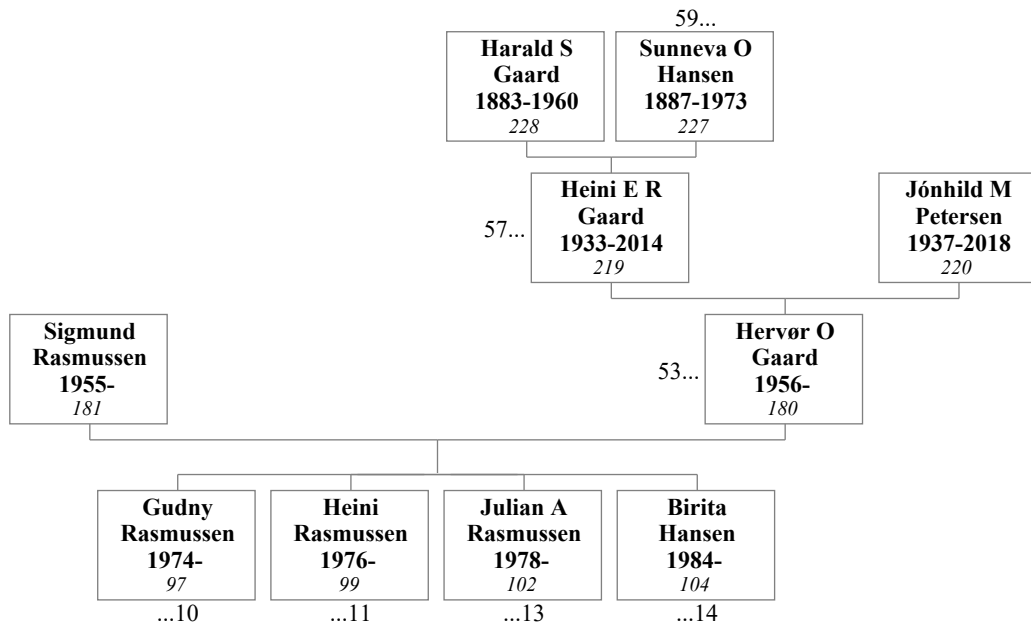 59...
Harald S
Gaard
1883-1960
228
Sunneva O
Hansen
1887-1973
227
57...
Heini E R
Gaard
1933-2014
219
Jónhild M
Petersen
1937-2018
220
Sigmund
Rasmussen
1955-
181
53...
Hervør O
Gaard
1956-
180
Gudny
Rasmussen
1974-
97
...10
Heini
Rasmussen
1976-
99
...11
Julian A
Rasmussen
1978-
102
...13
Birita
Hansen
1984-
104
...14